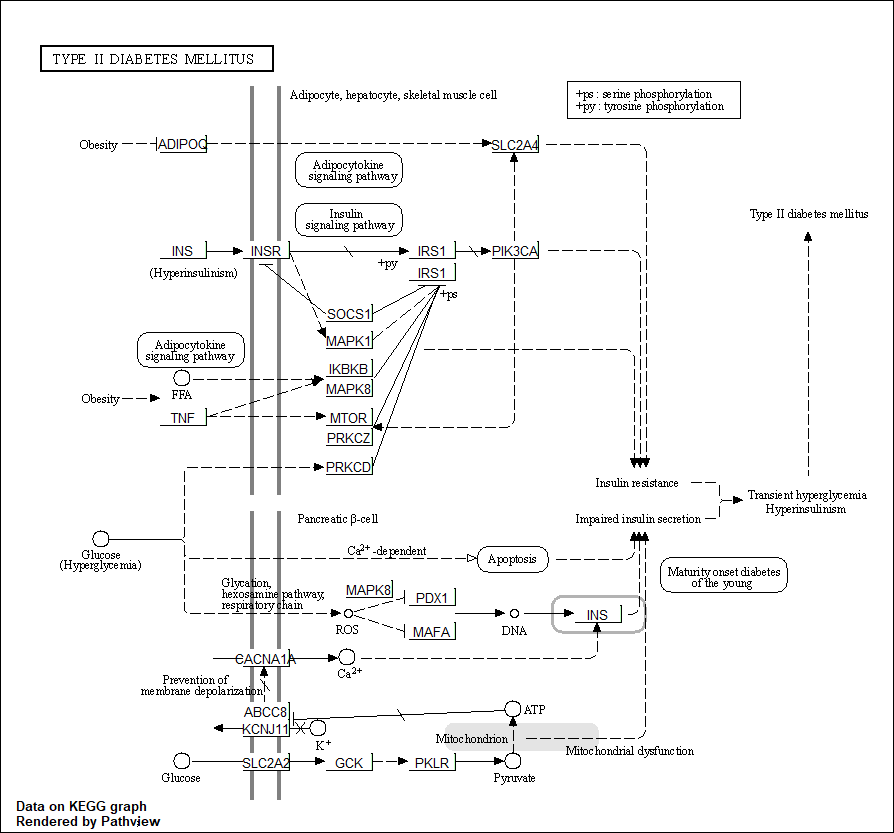 TYPE II DIABETES MELLITUS
Adipocyte, hepatocyte, skeletal muscle cell
+ps : serine phosphorylation
+py : tyrosine phosphorylation
Obesity
ADIPOQ
SLC2A4
Adipocytokine
signaling pathway
Insulin
signaling pathway
Type II diabetes mellitus
INS
INSR
IRS1
PIK3CA
(Hyperinsulinism)
+py
IRS1
+ps
SOCS1
MAPK1
Adipocytokine
signaling pathway
IKBKB
FFA
MAPK8
Obesity
TNF
MTOR
PRKCZ
PRKCD
Insulin resistance
Transient hyperglycemia
Hyperinsulinism
Pancreatic β-cell
Impaired insulin secretion
Glucose
(Hyperglycemia)
Ca2+ -dependent
Apoptosis
Maturity onset diabetes
of the young
Glycation,
hexosamine pathway,
respiratory chain
MAPK8
PDX1
ROS
MAFA
DNA
INS
CACNA1A
Ca2+
Prevention of
membrane depolarization
ABCC8
KCNJ11
K+
ATP
Mitochondrion
Mitochondrial dysfunction
SLC2A2
GCK
PKLR
Glucose
Pyruvate
Data on KEGG graph
Rendered by Pathview